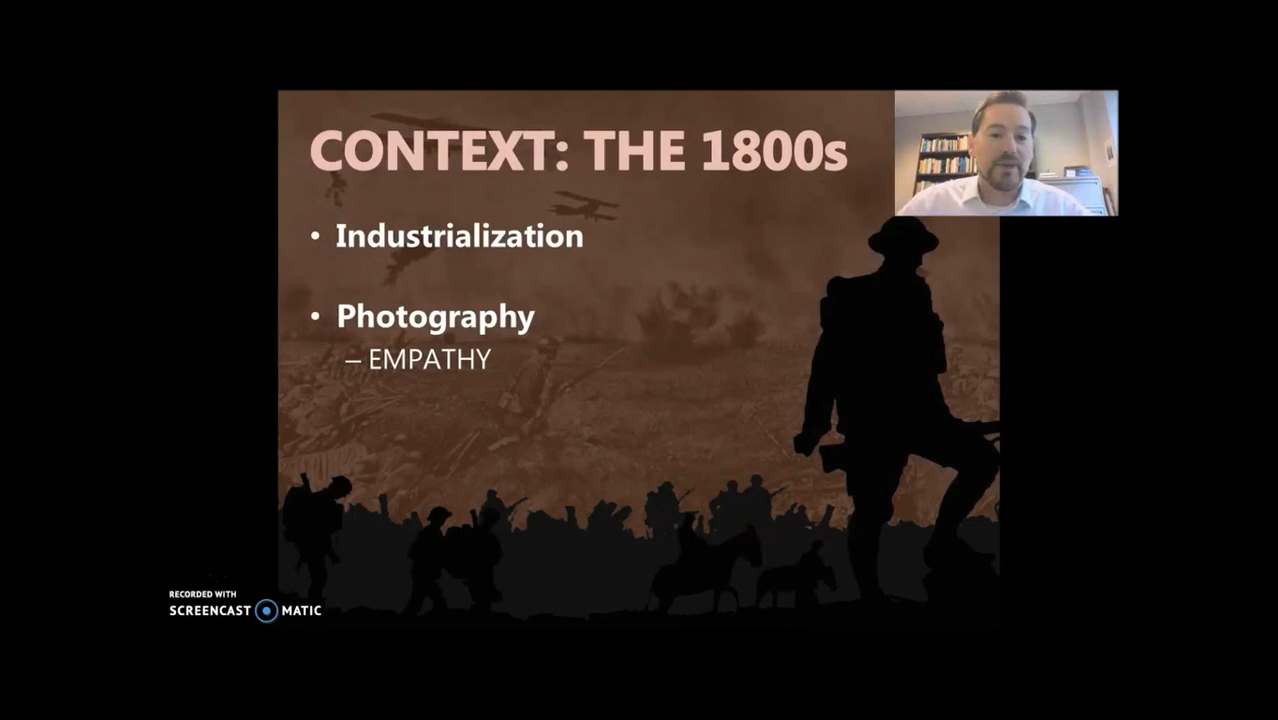 CONTEXT: THE 1800s
• Industrialization
• Photography
– EMPATHY
RECORDED WITH
SCREENCAST MATIC